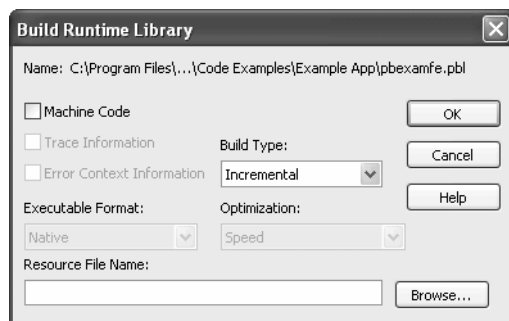 Build Runtime Library
Name: C:\Program Files\...\Code Examples\Example App\pbexamfe.pbl
Machine Code
OK
Trace Information
Build Type:
Cancel
Error Context Information
Incremental
Help
Executable Format:
Optimization:
Native
Speed
Resource File Name:
Browse...